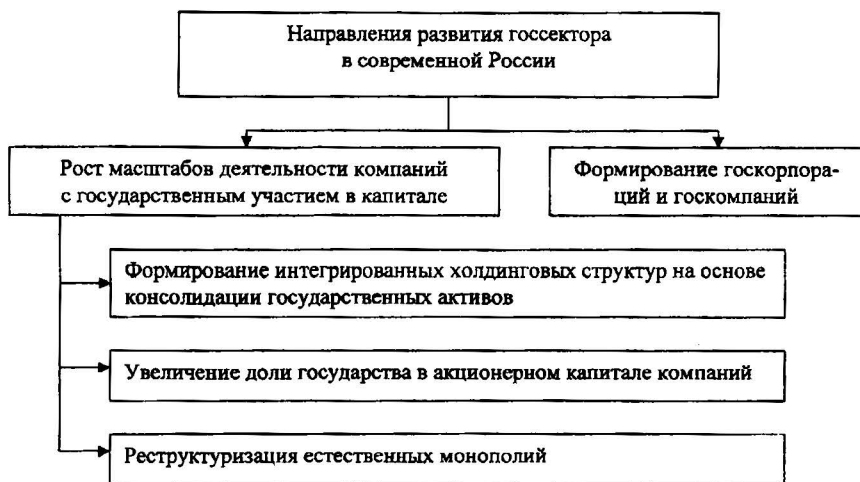 Направления развития госсектора
в современной России
Рост масштабов деятельности компаний
с государственным участием в капитале
Формирование госкорпора-
ций и госкомпаний
Формирование интегрированных холдинговых структур на основе
консолидации государственных активов
Увеличение доли государства в акционерном капитале компаний
Реструктуризация естественных монополий